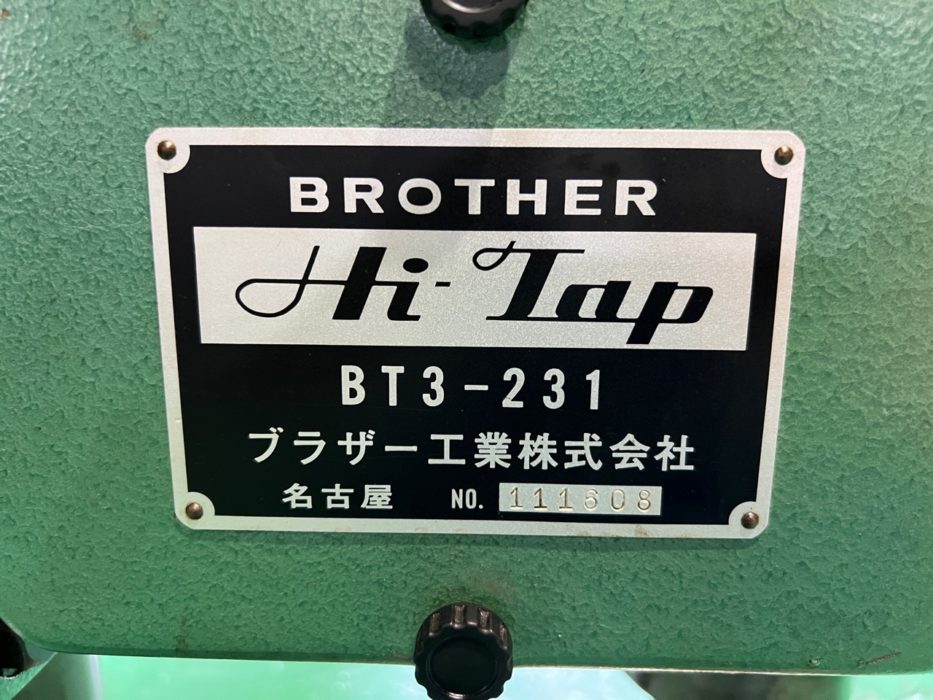 BROTHER
Hi-Tap
BT3-231
ブラザー工業株式会社
名古屋 NO. 111608